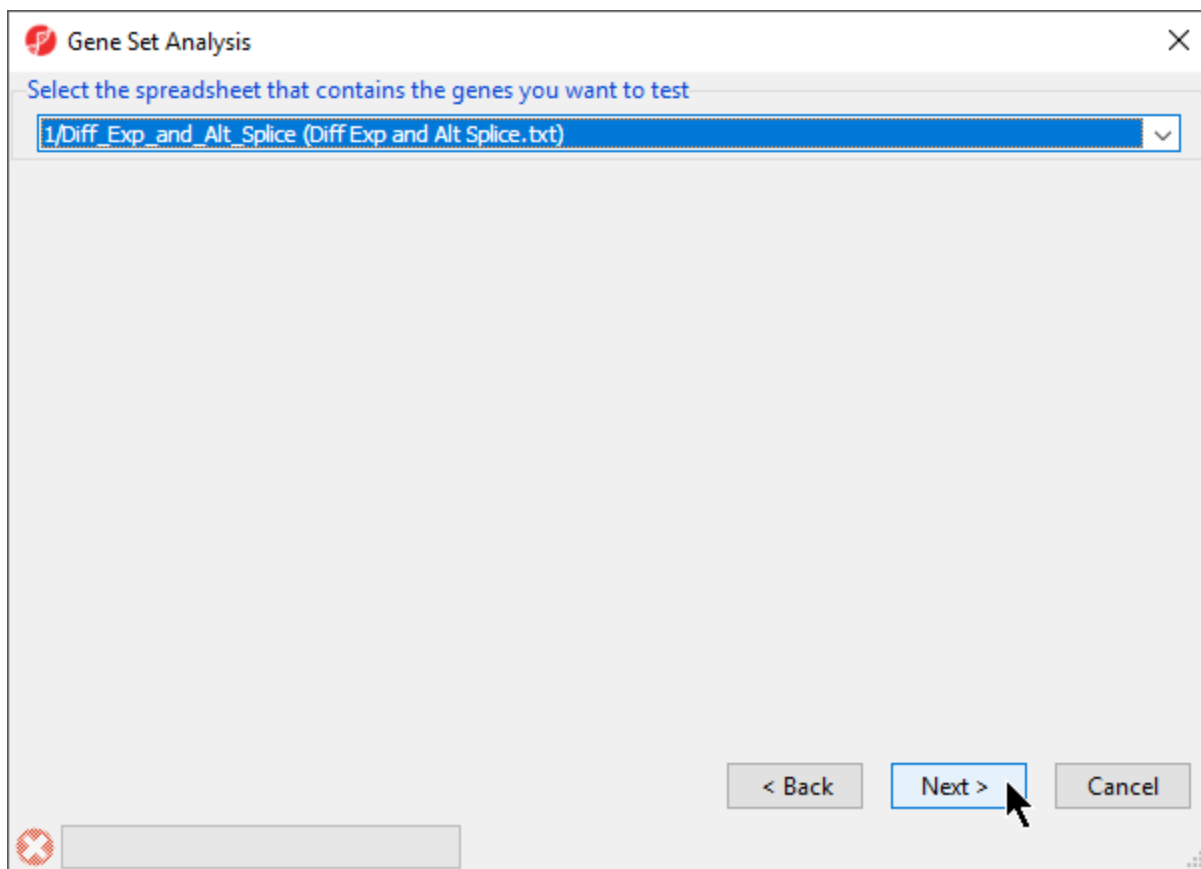 Gene Set Analysis
Select the spreadsheet that contains the genes you want to test
1/Diff_Exp_and_Alt_Splice (Diff Exp and Alt Splice.txt)
< Back Next > Cancel